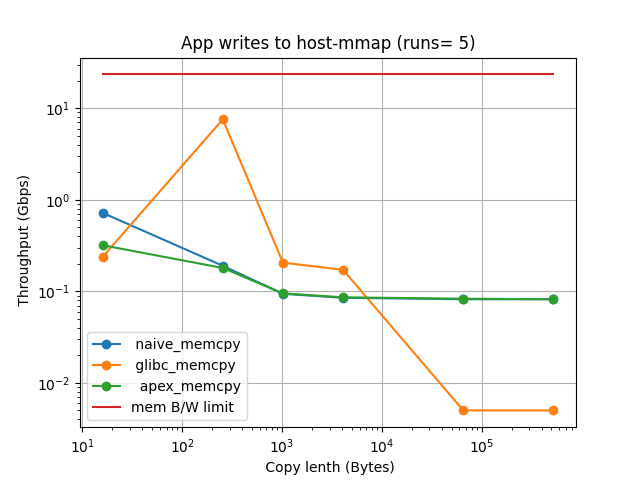 App writes to host-mmap (runs= 5)
Throughput (Gbps)
10¹
10⁰
10⁻¹
10⁻²
naive_memcpy
glibc_memcpy
apex_memcpy
mem B/W limit
10¹ 10² 10³ 10⁴ 10⁵
Copy lenth (Bytes)